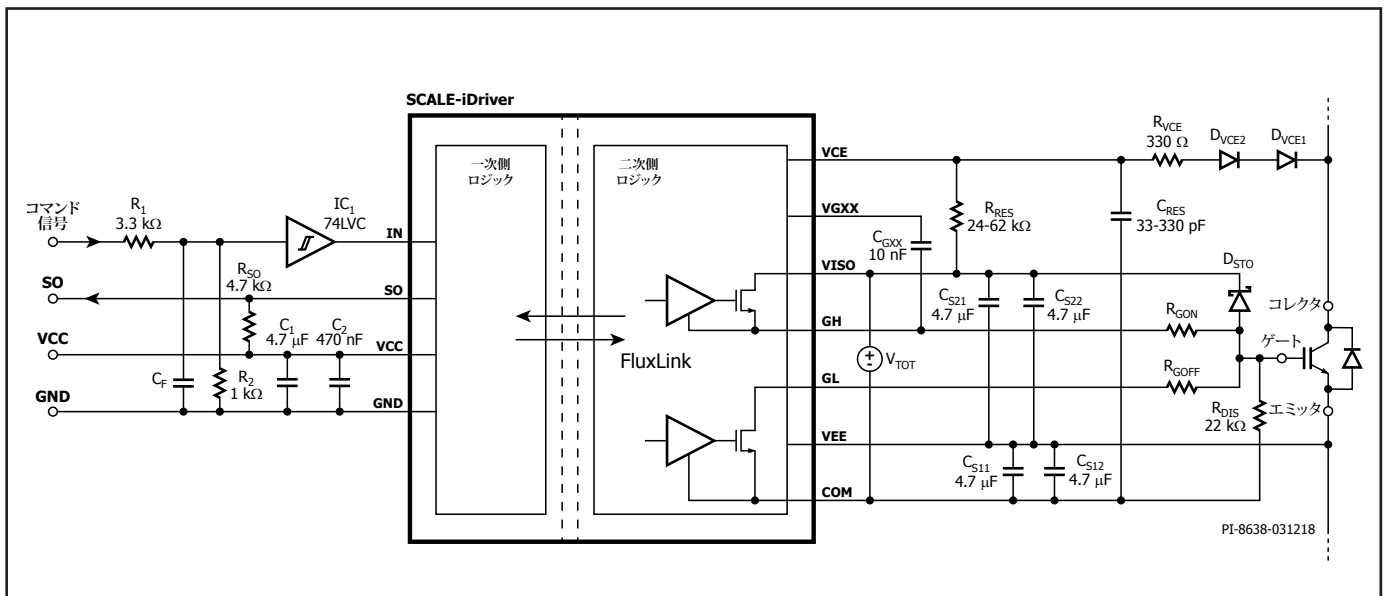 SCALE-iDriver
一次側
ロジック
二次側
ロジック
FluxLink
コマンド
信号
R1
3.3 kΩ
IC1
74LVC
IN
SO
RSO
4.7 kΩ
SO
VCC
C1
4.7 μF
C2
470 nF
VCC
CF
R2
1 kΩ
GND
GND
VCE
RVCE
330 Ω
DVCE2
DVCE1
VGXX
RRES
24-62 kΩ
CRES
33-330 pF
CGXX
10 nF
VISO
DSTO
CS21
4.7 μF
CS22
4.7 μF
コレクタ
GH
RGON
ゲート
VTOT
RGOFF
GL
RDIS
22 kΩ
エミッタ
VEE
CS11
4.7 μF
CS12
4.7 μF
COM
PI-8638-031218